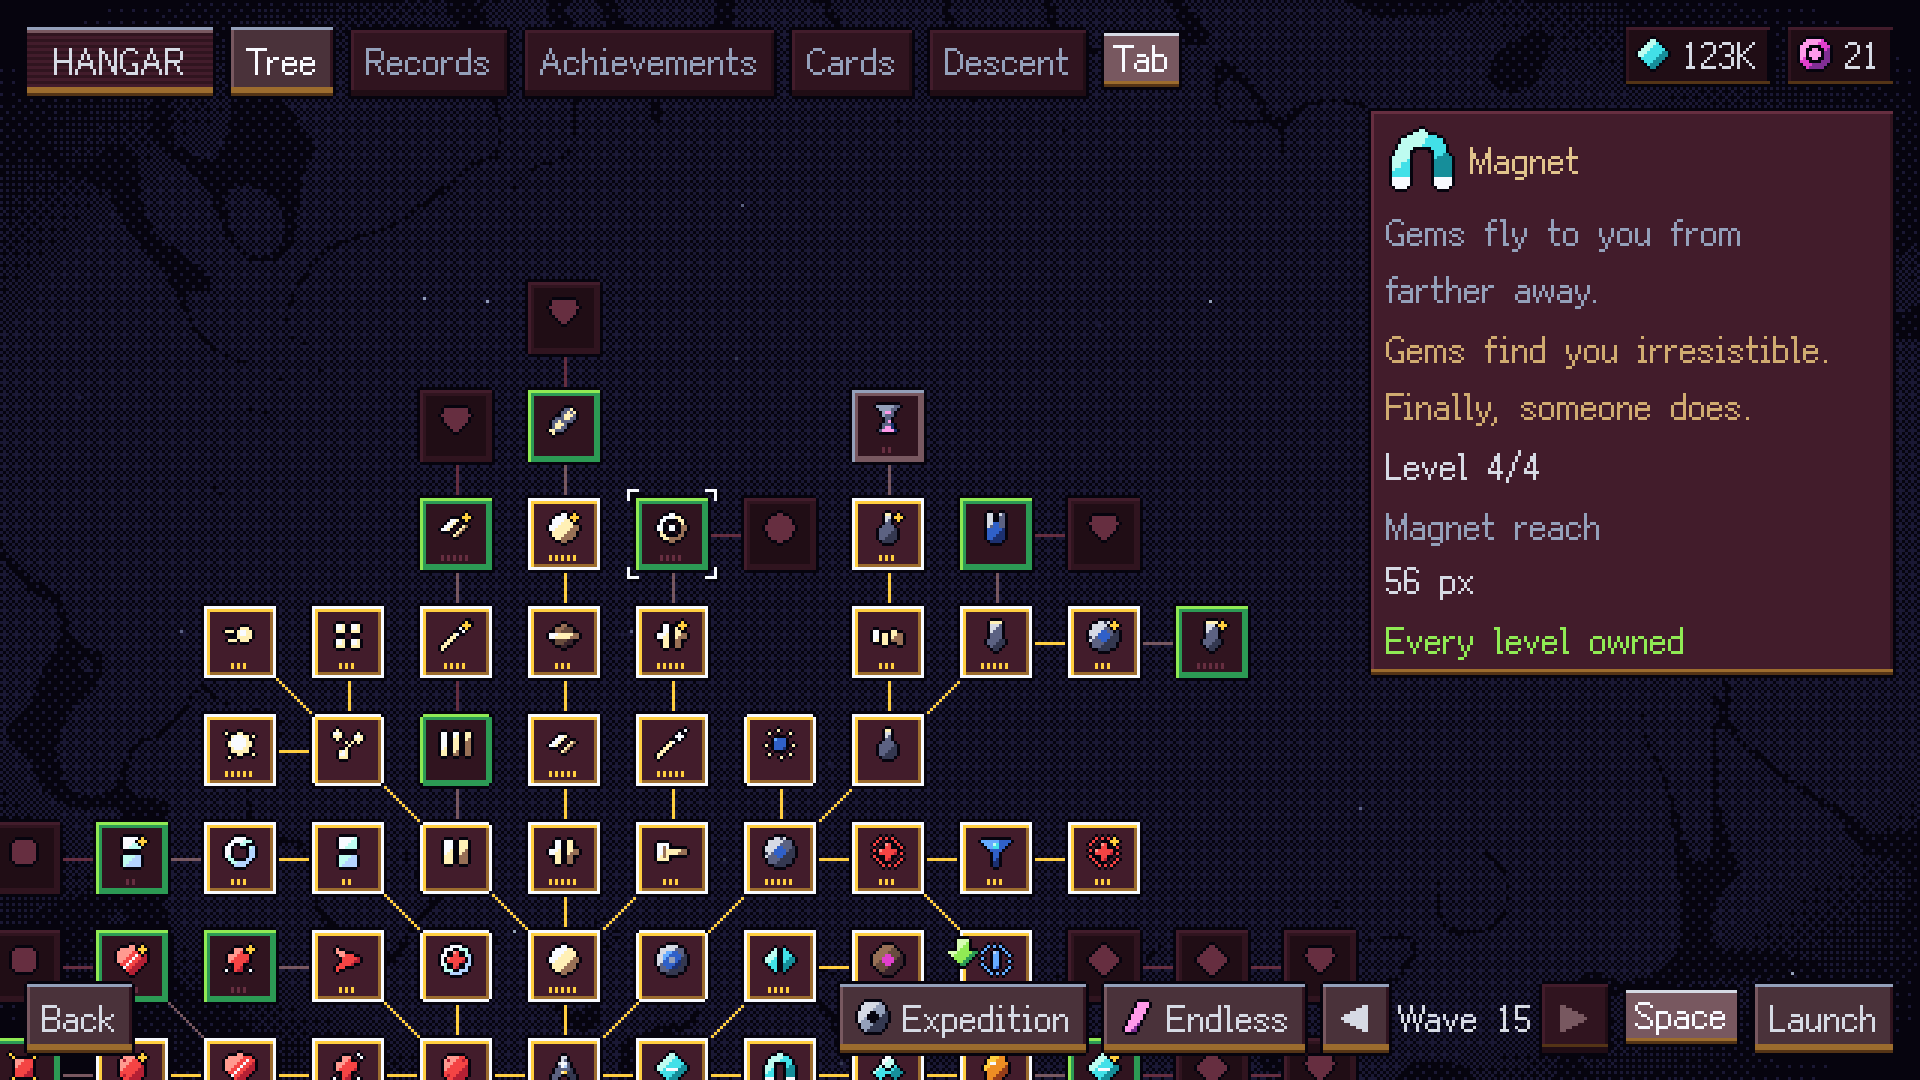 HANGAR Tree Records Achievements Cards Descent Tab 123K 21
Magnet
Gems fly to you from
farther away.
Gems find you irresistible.
Finally, someone does.
Level 4/4
Magnet reach
56 px
Every level owned
Back Expedition Endless Wave 15 Space Launch